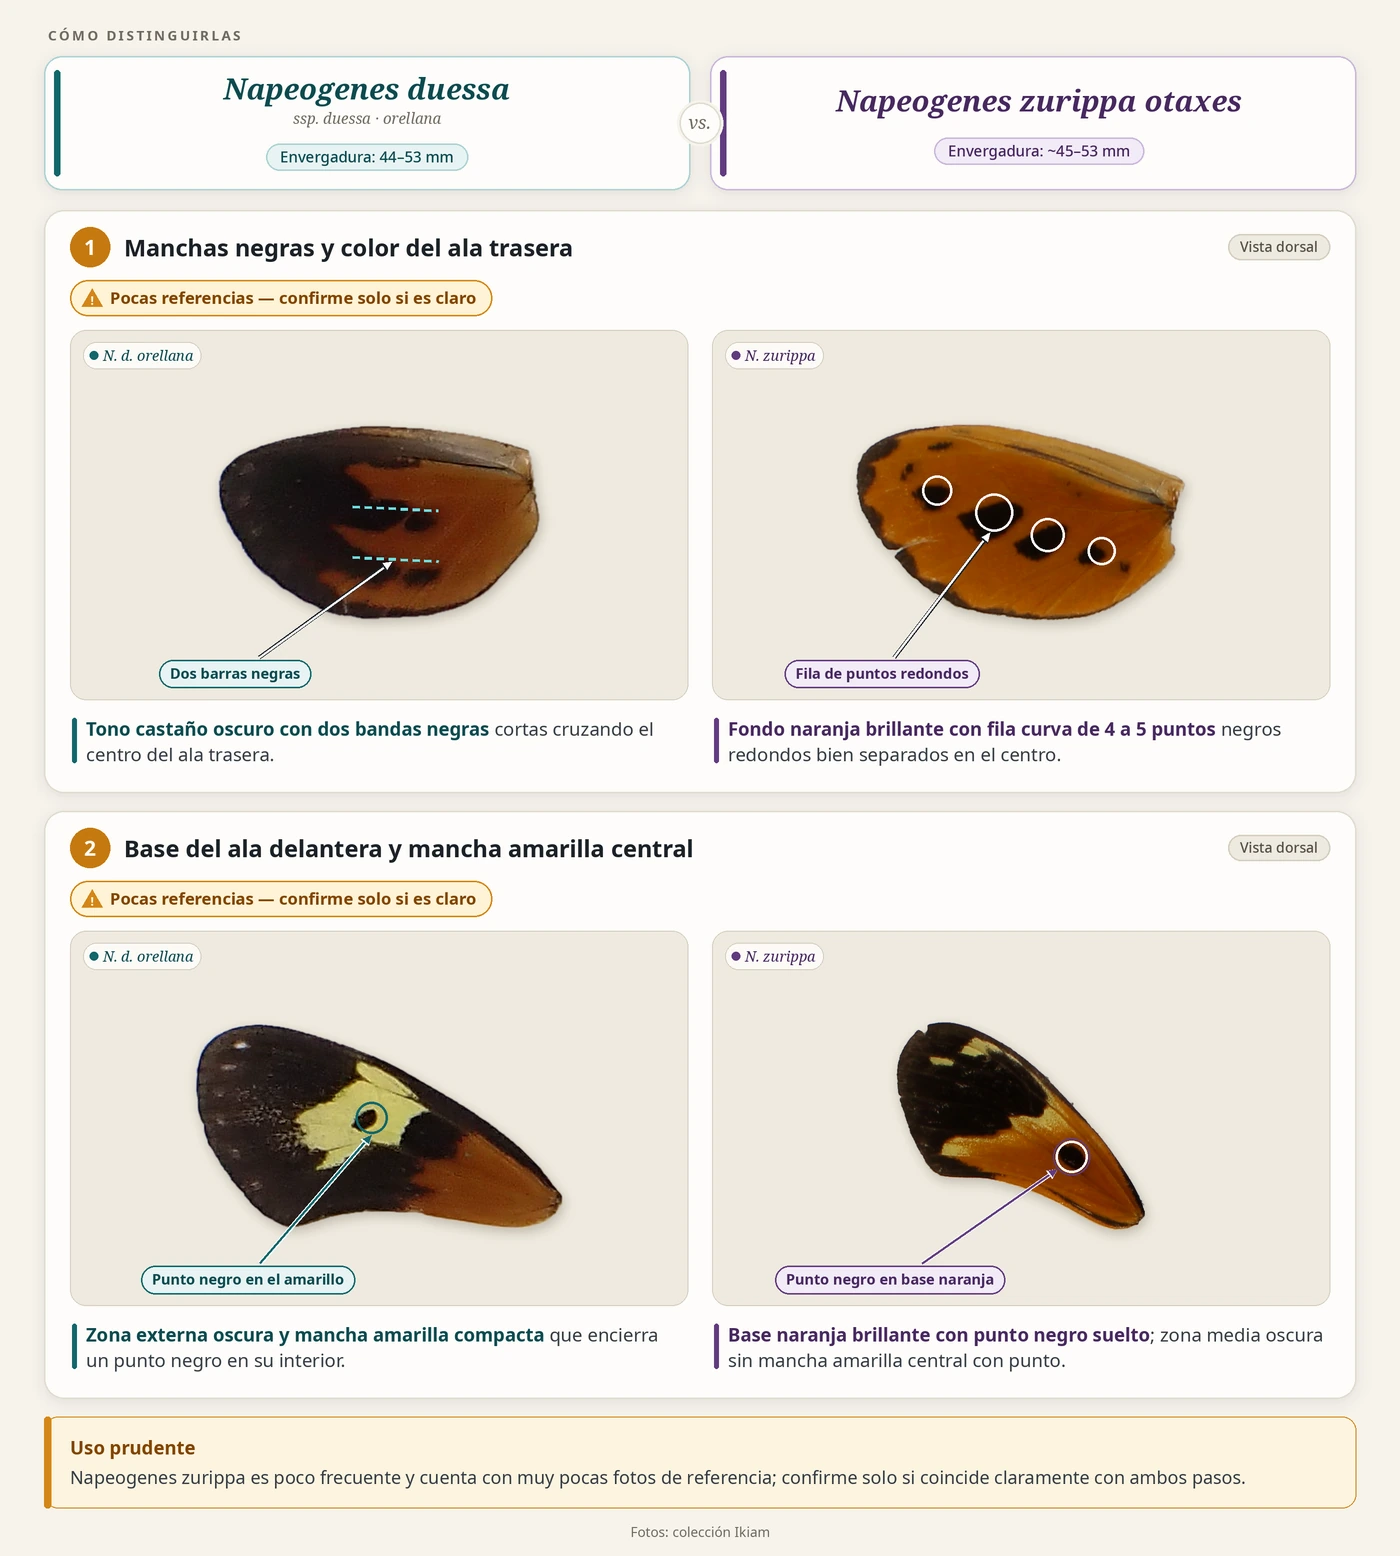 CÓMO DISTINGUIRLAS
Napeogenes duessa
ssp. duessa · orellana
Envergadura: 44–53 mm
vs.
Napeogenes zurippa otaxes
Envergadura: ~45–53 mm
1 Manchas negras y color del ala trasera
Vista dorsal
Pocas referencias — confirme solo si es claro
N. d. orellana
Dos barras negras
Tono castaño oscuro con dos bandas negras cortas cruzando el
centro del ala trasera.
N. zurippa
Fila de puntos redondos
Fondo naranja brillante con fila curva de 4 a 5 puntos negros
redondos bien separados en el centro.
2 Base del ala delantera y mancha amarilla central
Vista dorsal
Pocas referencias — confirme solo si es claro
N. d. orellana
Punto negro en el amarillo
Zona externa oscura y mancha amarilla compacta que encierra
un punto negro en su interior.
N. zurippa
Punto negro en base naranja
Base naranja brillante con punto negro suelto; zona media oscura
sin mancha amarilla central con punto.
Uso prudente
Napeogenes zurippa es poco frecuente y cuenta con muy pocas fotos de referencia; confirme solo si coincide claramente con ambos pasos.
Fotos: colección Ikiam